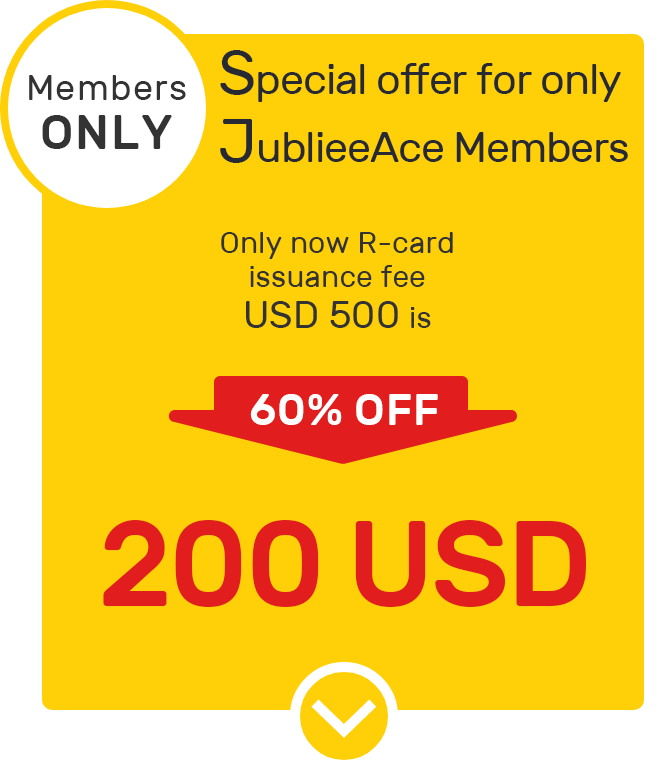 Members
ONLY
Special offer for only
JublieeAce Members
Only now R-card
issuance fee
USD 500 is
60% OFF
200 USD